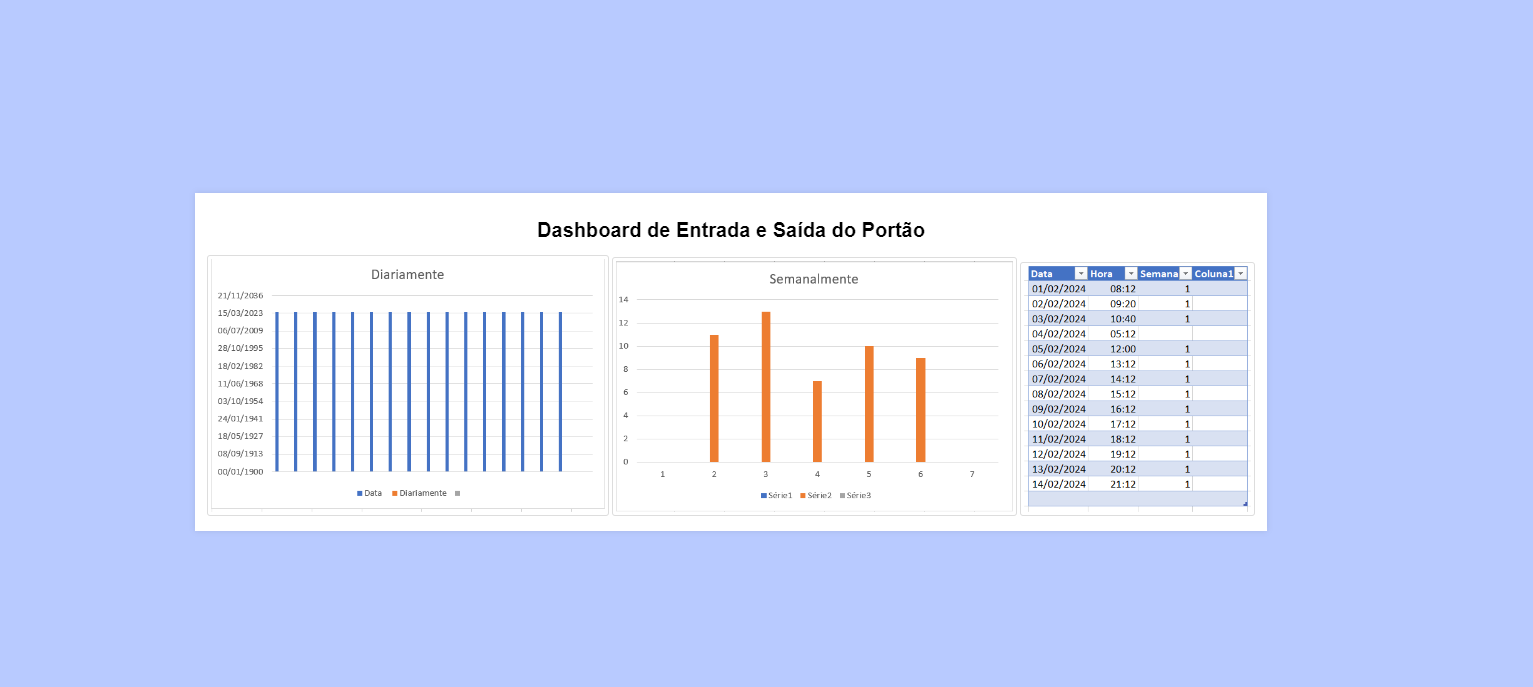 Dashboard de Entrada e Saída do Portão
Diariamente
21/11/2036
15/03/2023
06/07/2009
28/10/1995
18/02/1982
11/06/1968
03/10/1954
24/01/1941
18/05/1927
08/09/1913
00/01/1900
Data Diariamente
Semanalmente
14
12
10
8
6
4
2
0
1 2 3 4 5 6 7
Série1 Série2 Série3
Data Hora Semana Coluna1
01/02/2024 08:12 1
02/02/2024 09:20 1
03/02/2024 10:40 1
04/02/2024 05:12
05/02/2024 12:00 1
06/02/2024 13:12 1
07/02/2024 14:12 1
08/02/2024 15:12 1
09/02/2024 16:12 1
10/02/2024 17:12 1
11/02/2024 18:12 1
12/02/2024 19:12 1
13/02/2024 20:12 1
14/02/2024 21:12 1